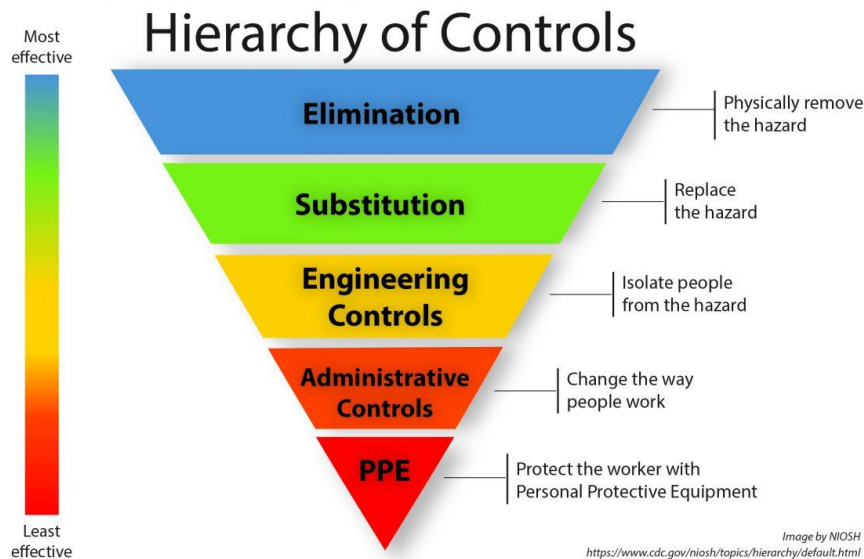 Hierarchy of Controls
Most
effective
Elimination
Physically remove
the hazard
Substitution
Replace
the hazard
Engineering
Controls
Isolate people
from the hazard
Administrative
Controls
Change the way
people work
PPE
Protect the worker with
Personal Protective Equipment
Least
effective
Image by NIOSH
https://www.cdc.gov/niosh/topics/hierarchy/default.html